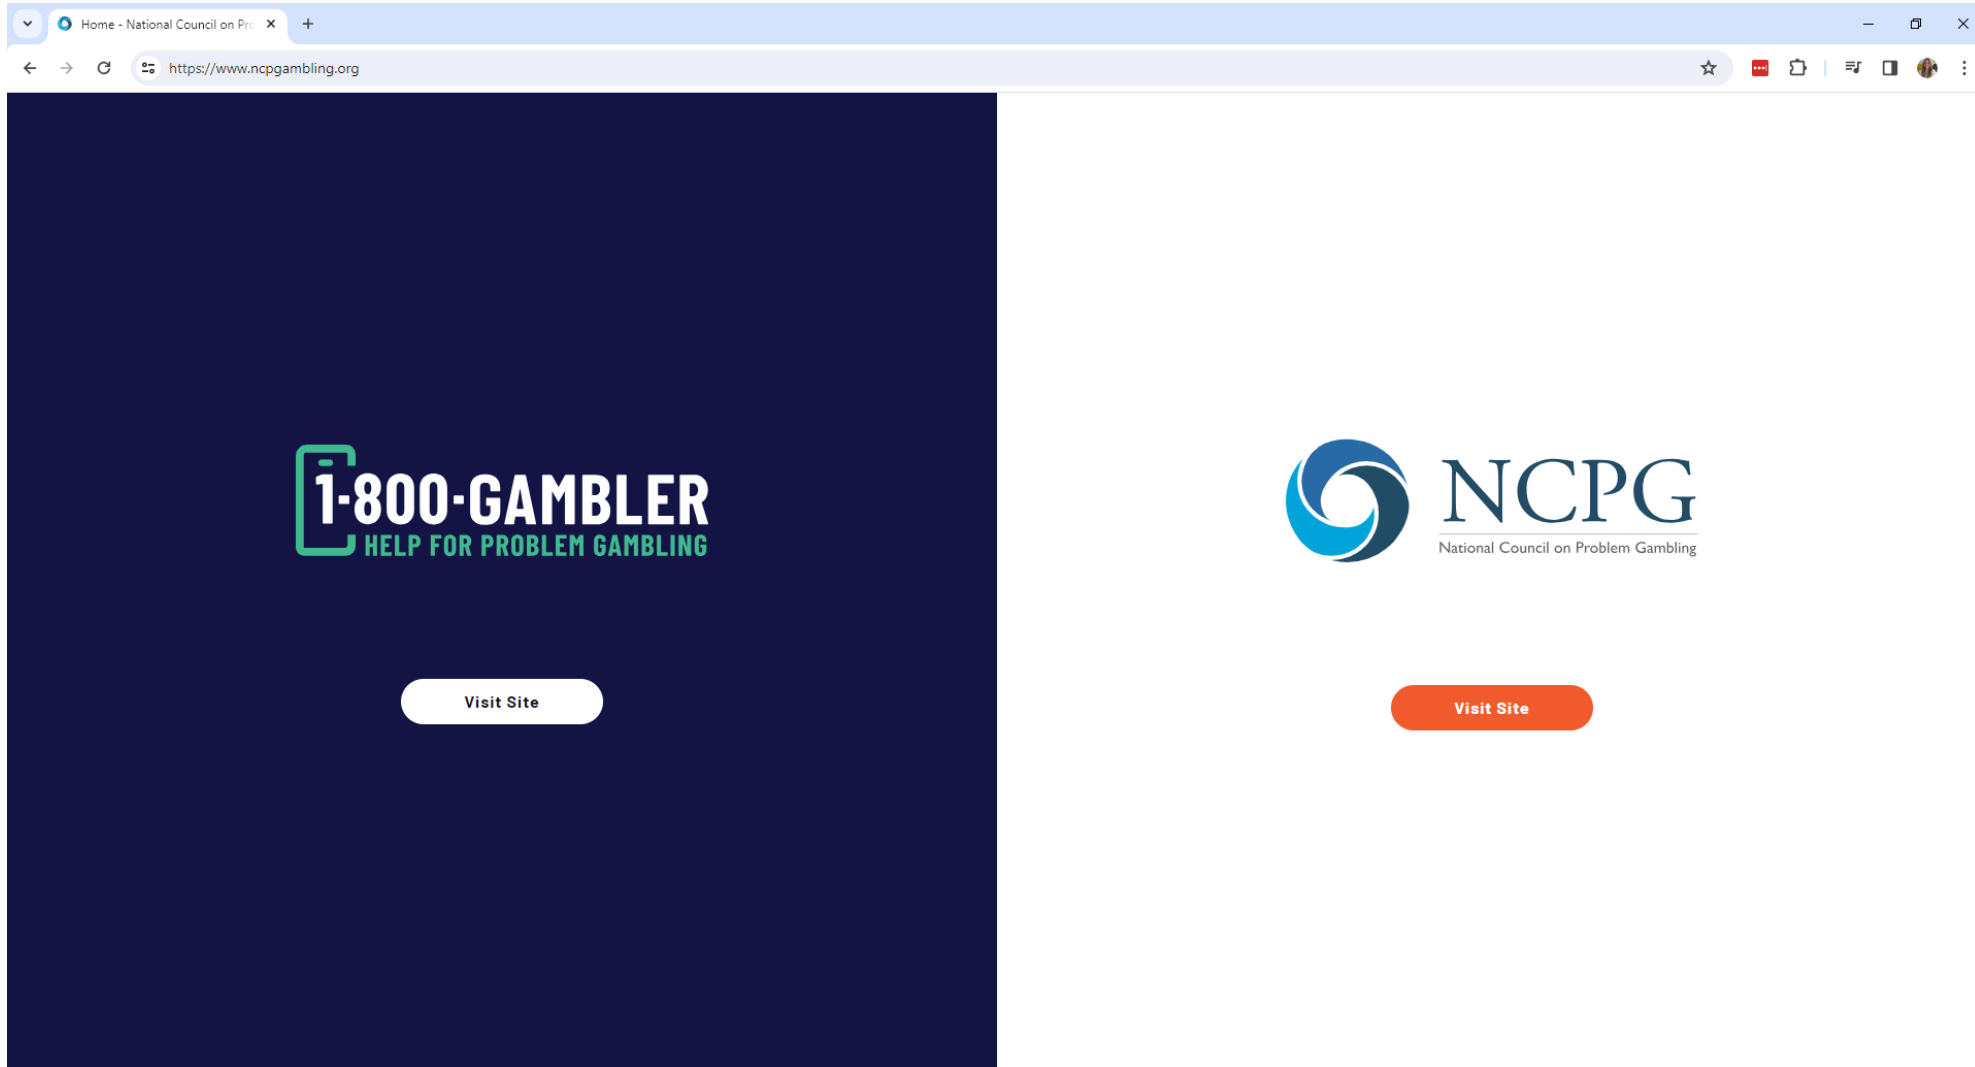 Home - National Council on Pro
https://www.ncpgambling.org
1-800-GAMBLER
HELP FOR PROBLEM GAMBLING
Visit Site
NCPG
National Council on Problem Gambling
Visit Site